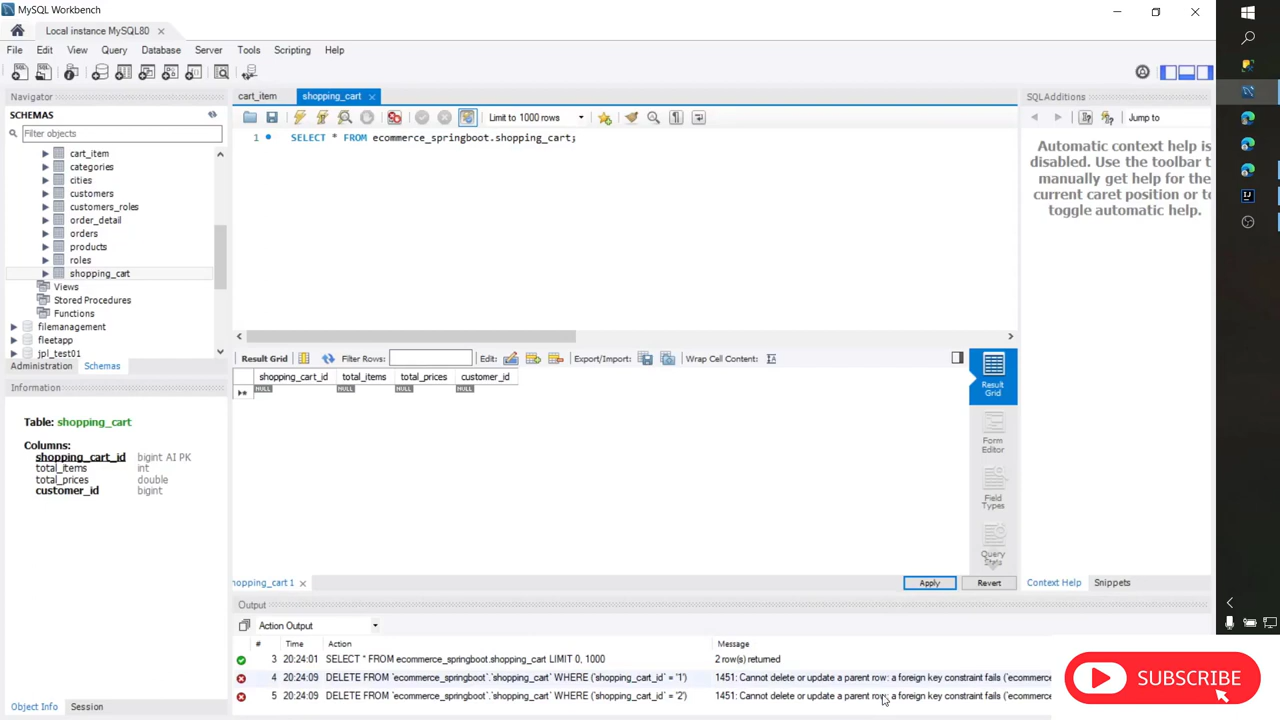 MySQL Workbench
Local instance MySQL80
File Edit View Query Database Server Tools Scripting Help
Navigator
SCHEMAS
Filter objects
cart_item
categories
cities
customers
customers_roles
order_detail
orders
products
roles
shopping_cart
Views
Stored Procedures
Functions
filemanagement
fleetapp
jpl_test01
Administration Schemas
Information
Table: shopping_cart
Columns:
shopping_cart_id bigint AI PK
total_items int
total_prices double
customer_id bigint
Object Info Session
cart_item shopping_cart
Limit to 1000 rows
1 SELECT * FROM ecommerce_springboot.shopping_cart;
Result Grid Filter Rows: Edit: Export/Import: Wrap Cell Content:
shopping_cart_id total_items total_prices customer_id
NULL NULL NULL NULL
Result Grid
Form Editor
Field Types
Query Stats
hopping_cart 1
Apply Revert
Output
Action Output
# Time Action Message
3 20:24:01 SELECT * FROM ecommerce_springboot.shopping_cart LIMIT 0, 1000 2 row(s) returned
4 20:24:09 DELETE FROM `ecommerce_springboot`.`shopping_cart` WHERE (`shopping_cart_id` = '1') 1451: Cannot delete or update a parent row: a foreign key constraint fails (`ecommerce
5 20:24:09 DELETE FROM `ecommerce_springboot`.`shopping_cart` WHERE (`shopping_cart_id` = '2') 1451: Cannot delete or update a parent row: a foreign key constraint fails (`ecommerce
SQLAdditions
Jump to
Automatic context help is
disabled. Use the toolbar t
manually get help for the
current caret position or to
toggle automatic help.
Context Help Snippets
SUBSCRIBE